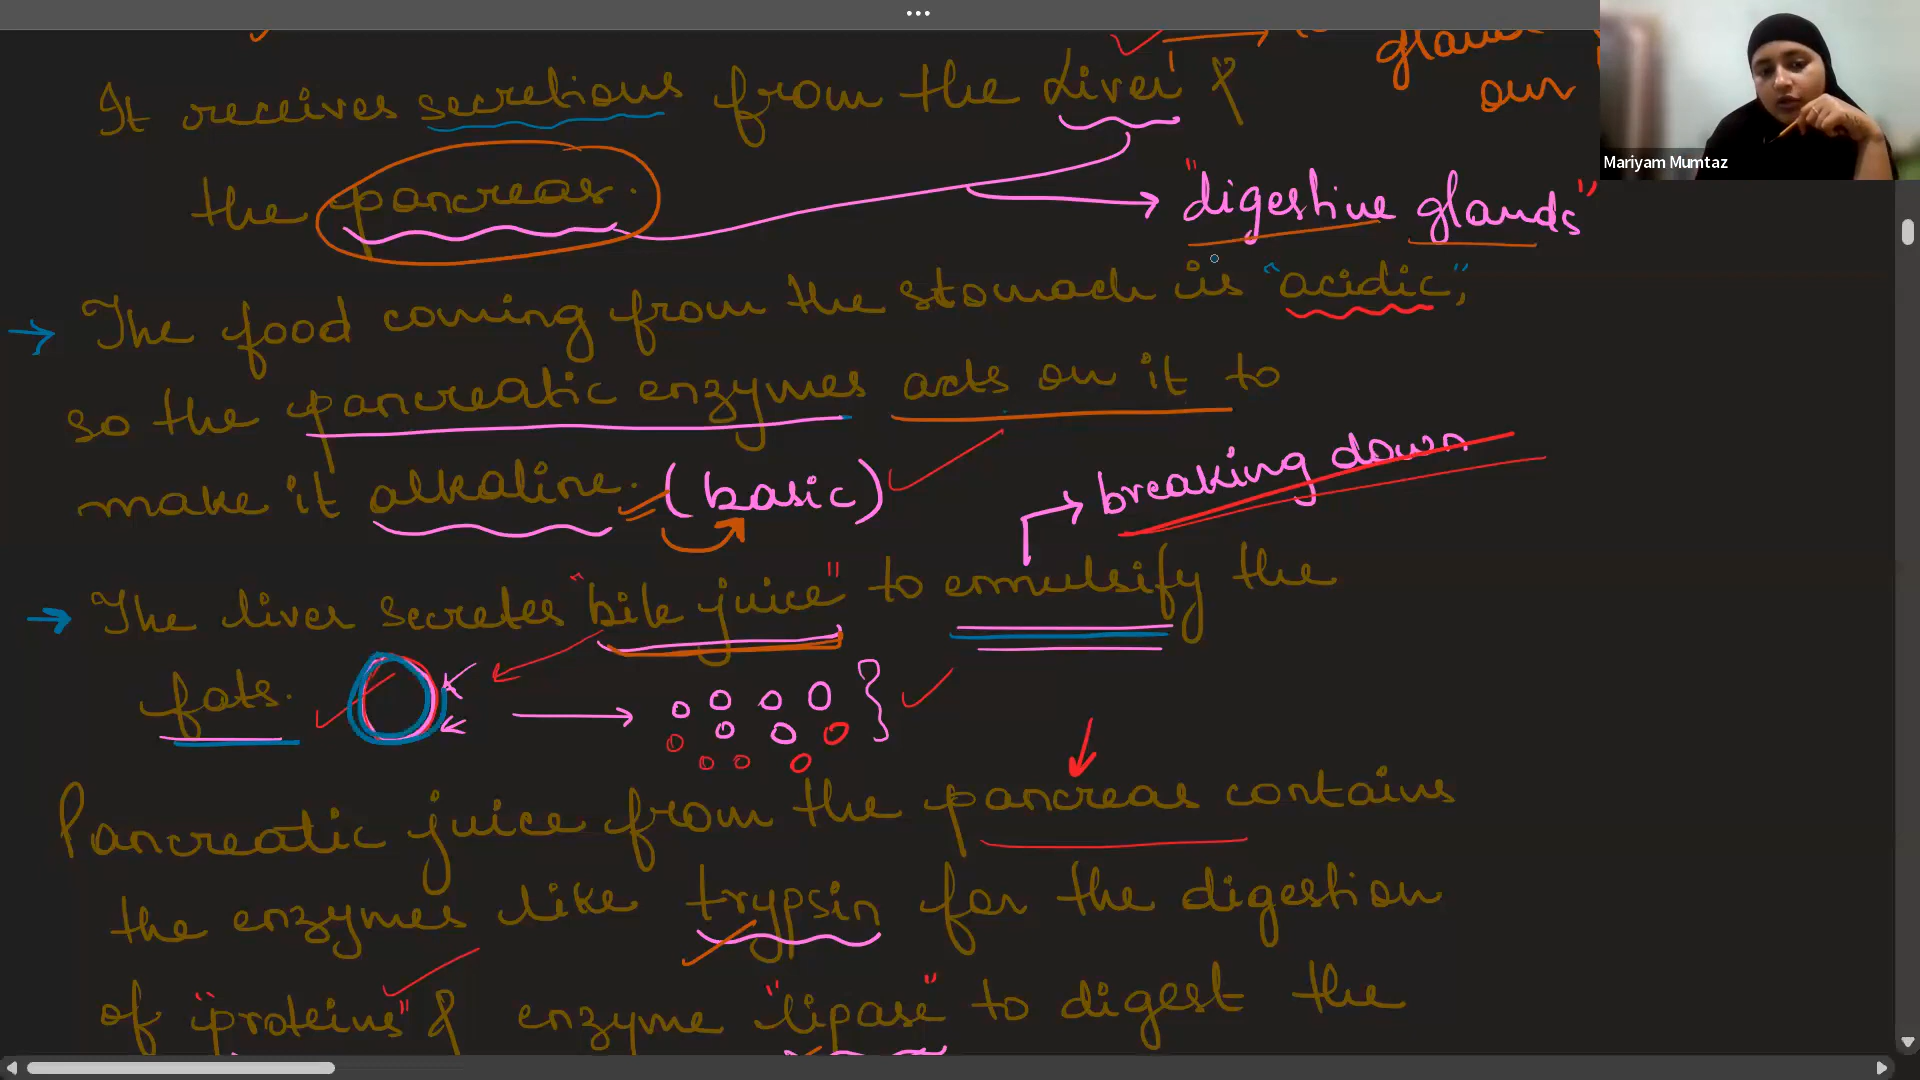 It receives secretions from the Liver &
the pancreas.
gland
our
Mariyam Mumtaz
"digestive glands"
→ The food coming from the stomach is "acidic",
so the pancreatic enzymes acts on it to
make it alkaline. (basic)
breaking down
→ The liver secretes "bile juice" to emulsify the
fats.
Pancreatic juice from the pancreas contains
the enzymes like trypsin for the digestion
of "proteins" & enzyme "lipase" to digest the